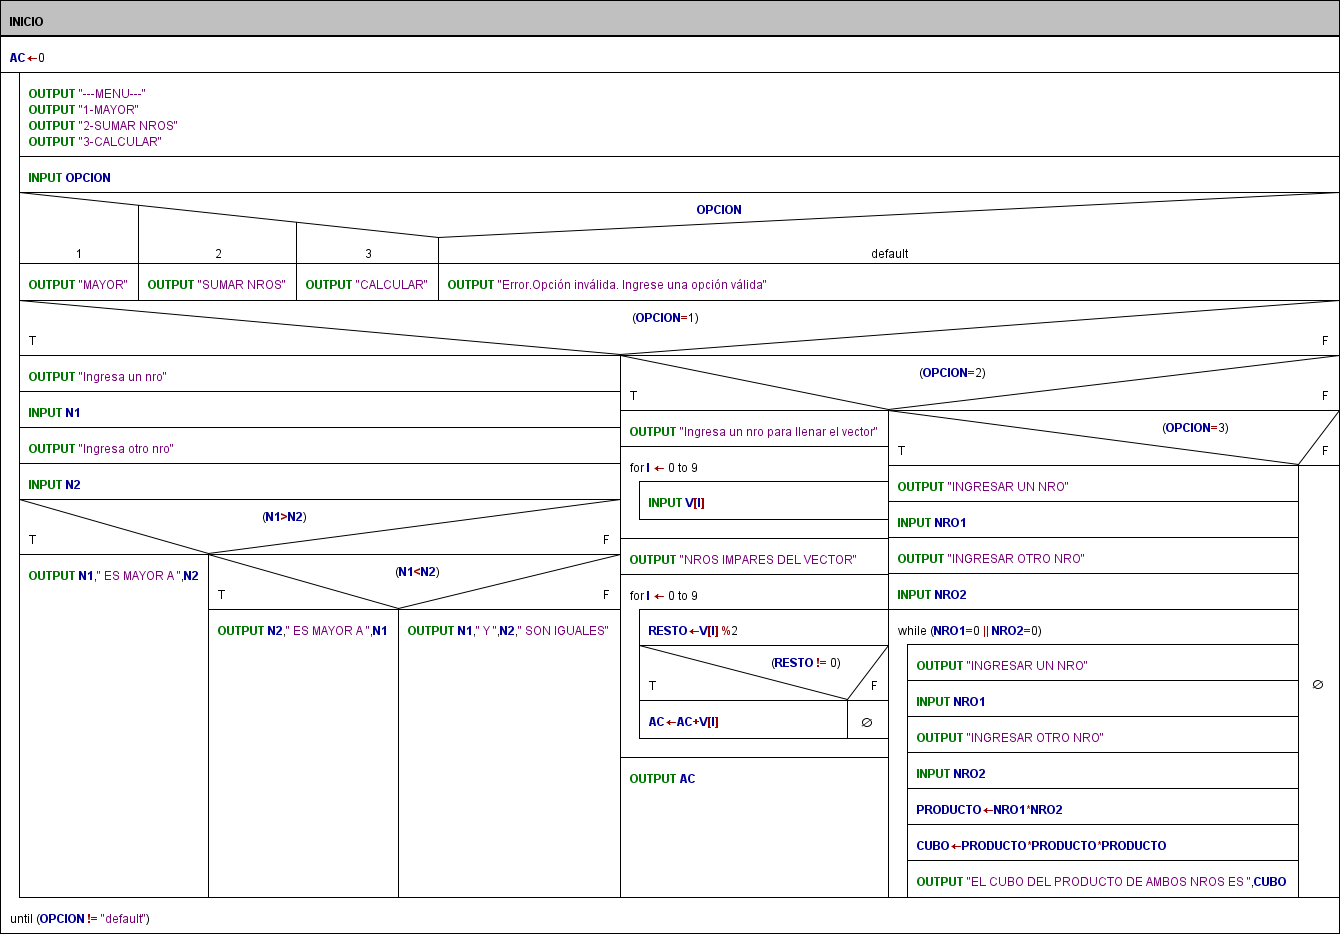 INICIO
AC ←0
OUTPUT "---MENU---"
OUTPUT "1-MAYOR"
OUTPUT "2-SUMAR NROS"
OUTPUT "3-CALCULAR"
INPUT OPCION
OPCION
1 2 3 default
OUTPUT "MAYOR" OUTPUT "SUMAR NROS" OUTPUT "CALCULAR" OUTPUT "Error.Opción inválida. Ingrese una opción válida"
(OPCION=1)
T F
OUTPUT "Ingresa un nro"
INPUT N1
OUTPUT "Ingresa otro nro"
INPUT N2
(N1>N2)
T F
OUTPUT N1," ES MAYOR A ",N2
(N1<N2)
T F
OUTPUT N2," ES MAYOR A ",N1
OUTPUT N1," Y ",N2," SON IGUALES"
(OPCION=2)
T F
OUTPUT "Ingresa un nro para llenar el vector"
for I ← 0 to 9
INPUT V[I]
OUTPUT "NROS IMPARES DEL VECTOR"
for I ← 0 to 9
RESTO ←V[I] %2
(RESTO != 0)
T F
AC ←AC+V[I]
∅
OUTPUT AC
(OPCION=3)
T F
OUTPUT "INGRESAR UN NRO"
INPUT NRO1
OUTPUT "INGRESAR OTRO NRO"
INPUT NRO2
while (NRO1=0 || NRO2=0)
OUTPUT "INGRESAR UN NRO"
INPUT NRO1
OUTPUT "INGRESAR OTRO NRO"
INPUT NRO2
PRODUCTO ←NRO1*NRO2
CUBO ←PRODUCTO*PRODUCTO*PRODUCTO
OUTPUT "EL CUBO DEL PRODUCTO DE AMBOS NROS ES ",CUBO
∅
until (OPCION != "default")